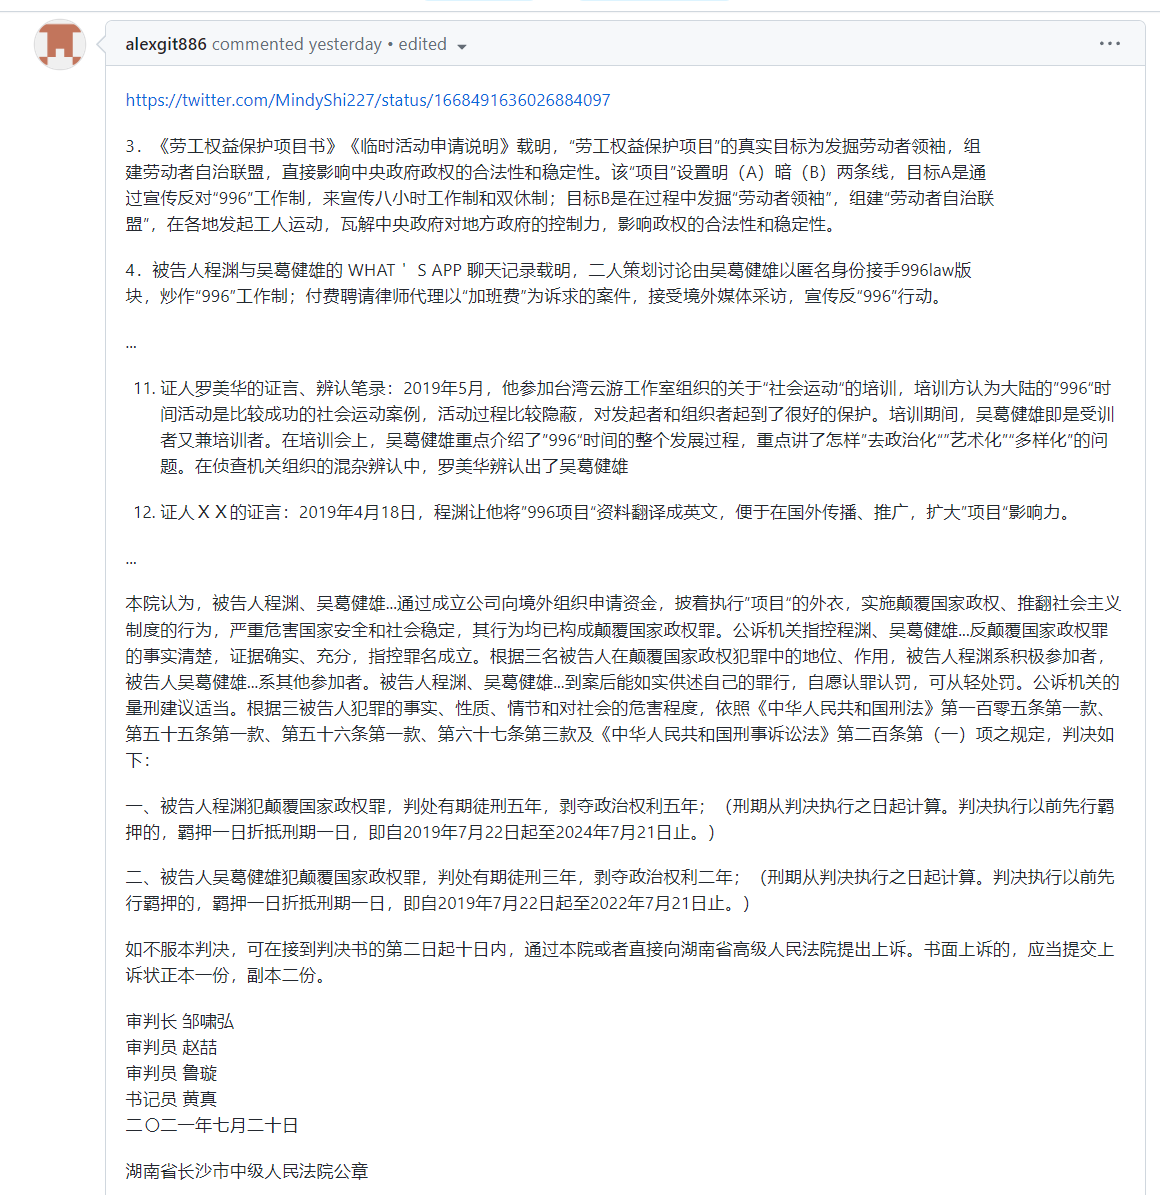 alexgit886 commented yesterday • edited
https://twitter.com/MindyShi227/status/1668491636026884097
3. 《劳工权益保护项目书》《临时活动申请说明》载明，“劳工权益保护项目”的真实目标为发掘劳动者领袖，组
建劳动者自治联盟，直接影响中央政府政权的合法性和稳定性。该“项目”设置明（A）暗（B）两条线，目标A是通
过宣传反对“996”工作制，来宣传八小时工作制和双休制；目标B是在过程中发掘“劳动者领袖”，组建“劳动者自治联
盟”，在各地发起工人运动，瓦解中央政府对地方政府的控制力，影响政权的合法性和稳定性。
4. 被告人程渊与吴葛健雄的 WHAT＇S APP 聊天记录载明，二人策划讨论由吴葛健雄以匿名身份接手996law版
块，炒作“996”工作制；付费聘请律师代理以“加班费”为诉求的案件，接受境外媒体采访，宣传反“996”行动。
...
11. 证人罗美华的证言、辨认笔录：2019年5月，他参加台湾云游工作室组织的关于“社会运动“的培训，培训方认为大陆的”996“时
间活动是比较成功的社会运动案例，活动过程比较隐蔽，对发起者和组织者起到了很好的保护。培训期间，吴葛健雄即是受训
者又兼培训者。在培训会上，吴葛健雄重点介绍了”996“时间的整个发展过程，重点讲了怎样”去政治化“”艺术化”“多样化”的问
题。在侦查机关组织的混杂辨认中，罗美华辨认出了吴葛健雄
12. 证人ＸＸ的证言：2019年4月18日，程渊让他将”996项目“资料翻译成英文，便于在国外传播、推广，扩大”项目“影响力。
...
本院认为，被告人程渊、吴葛健雄...通过成立公司向境外组织申请资金，披着执行”项目“的外衣，实施颠覆国家政权、推翻社会主义
制度的行为，严重危害国家安全和社会稳定，其行为均已构成颠覆国家政权罪。公诉机关指控程渊、吴葛健雄...反颠覆国家政权罪
的事实清楚，证据确实、充分，指控罪名成立。根据三名被告人在颠覆国家政权犯罪中的地位、作用，被告人程渊系积极参加者，
被告人吴葛健雄...系其他参加者。被告人程渊、吴葛健雄...到案后能如实供述自己的罪行，自愿认罪认罚，可从轻处罚。公诉机关的
量刑建议适当。根据三被告人犯罪的事实、性质、情节和对社会的危害程度，依照《中华人民共和国刑法》第一百零五条第一款、
第五十五条第一款、第五十六条第一款、第六十七条第三款及《中华人民共和国刑事诉讼法》第二百条第（一）项之规定，判决如
下：
一、被告人程渊犯颠覆国家政权罪，判处有期徒刑五年，剥夺政治权利五年；（刑期从判决执行之日起计算。判决执行以前先行羁
押的，羁押一日折抵刑期一日，即自2019年7月22日起至2024年7月21日止。）
二、被告人吴葛健雄犯颠覆国家政权罪，判处有期徒刑三年，剥夺政治权利二年；（刑期从判决执行之日起计算。判决执行以前先
行羁押的，羁押一日折抵刑期一日，即自2019年7月22日起至2022年7月21日止。）
如不服本判决，可在接到判决书的第二日起十日内，通过本院或者直接向湖南省高级人民法院提出上诉。书面上诉的，应当提交上
诉状正本一份，副本二份。
审判长 邹啸弘
审判员 赵喆
审判员 鲁璇
书记员 黄真
二〇二一年七月二十日
湖南省长沙市中级人民法院公章